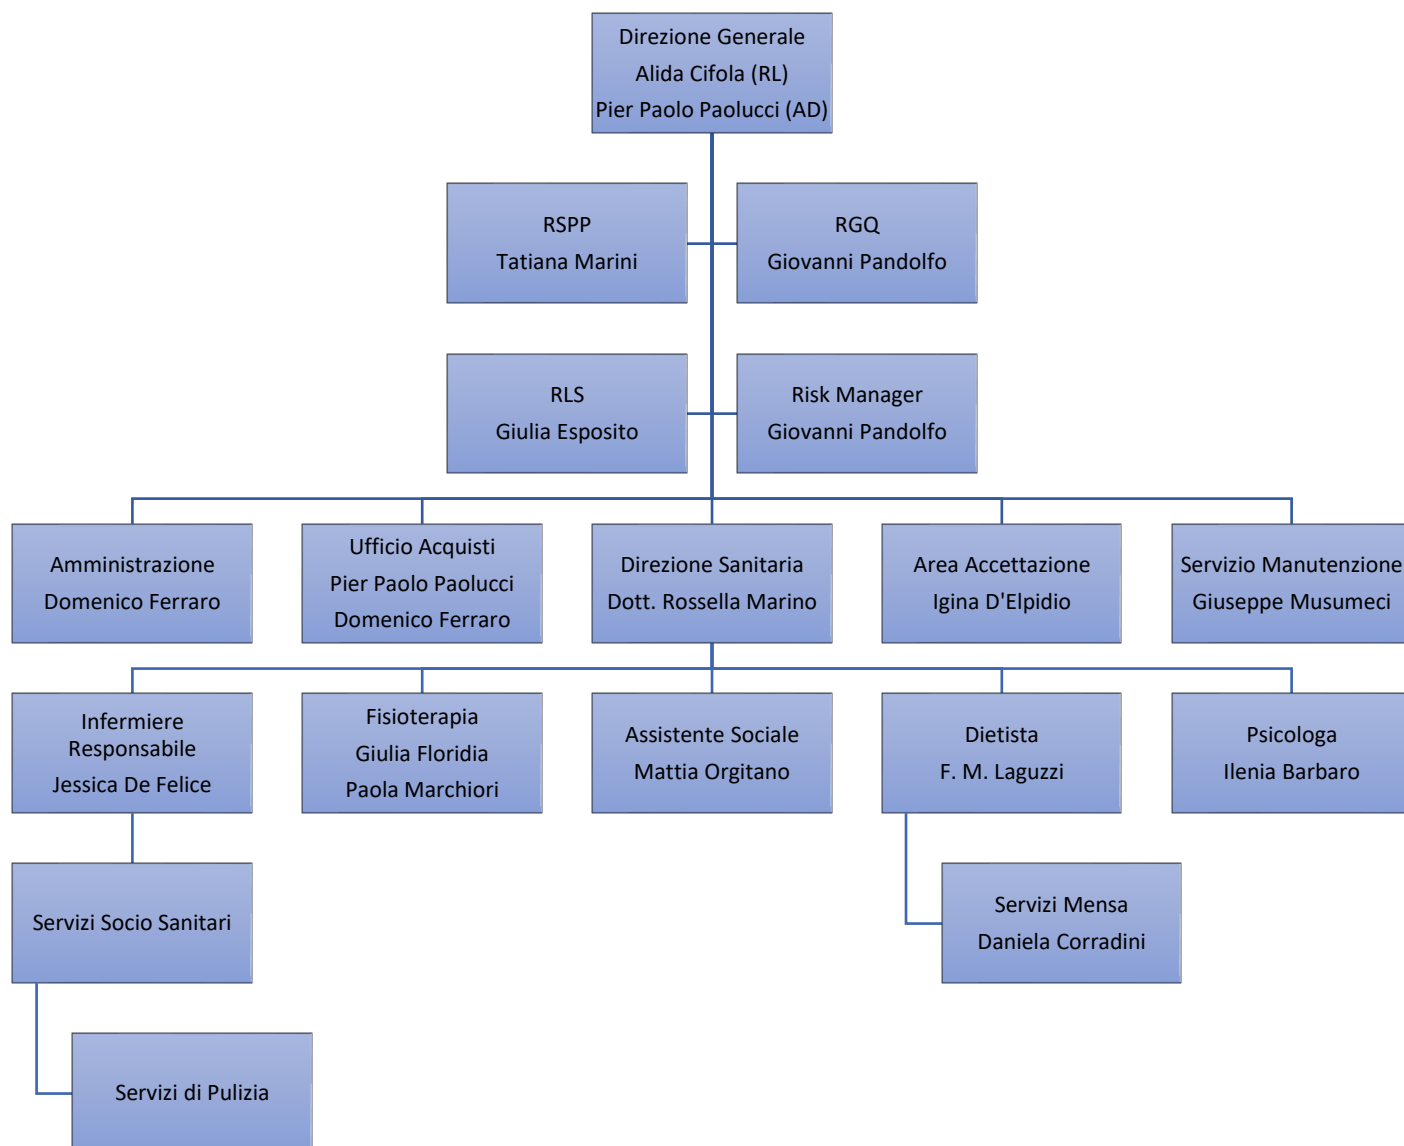 Direzione Generale
Alida Cifola (RL)
Pier Paolo Paolucci (AD)
RSPP
Tatiana Marini
RGQ
Giovanni Pandolfo
RLS
Giulia Esposito
Risk Manager
Giovanni Pandolfo
Amministrazione
Domenico Ferraro
Ufficio Acquisti
Pier Paolo Paolucci
Domenico Ferraro
Direzione Sanitaria
Dott. Rossella Marino
Area Accettazione
Igina D'Elpidio
Servizio Manutenzione
Giuseppe Musumeci
Infermiere
Responsabile
Jessica De Felice
Fisioterapia
Giulia Floridia
Paola Marchiori
Assistente Sociale
Mattia Orgitano
Dietista
F. M. Laguzzi
Psicologa
Ilenia Barbaro
Servizi Socio Sanitari
Servizi Mensa
Daniela Corradini
Servizi di Pulizia